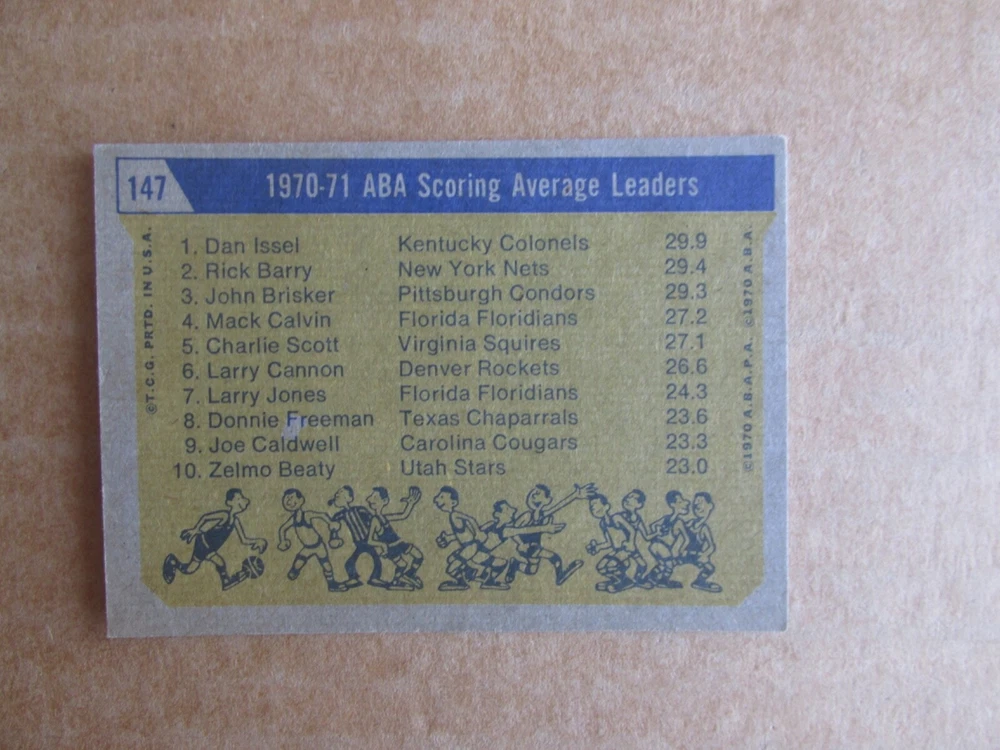 147
1970-71 ABA Scoring Average Leaders
1. Dan Issel Kentucky Colonels 29.9
2. Rick Barry New York Nets 29.4
3. John Brisker Pittsburgh Condors 29.3
4. Mack Calvin Florida Floridians 27.2
5. Charlie Scott Virginia Squires 27.1
6. Larry Cannon Denver Rockets 26.6
7. Larry Jones Florida Floridians 24.3
8. Donnie Freeman Texas Chaparrals 23.6
9. Joe Caldwell Carolina Cougars 23.3
10. Zelmo Beaty Utah Stars 23.0
©T.C.G. PRTD. IN U.S.A.
©1970 A.B.A.P.A. ©1970 A.B.A.